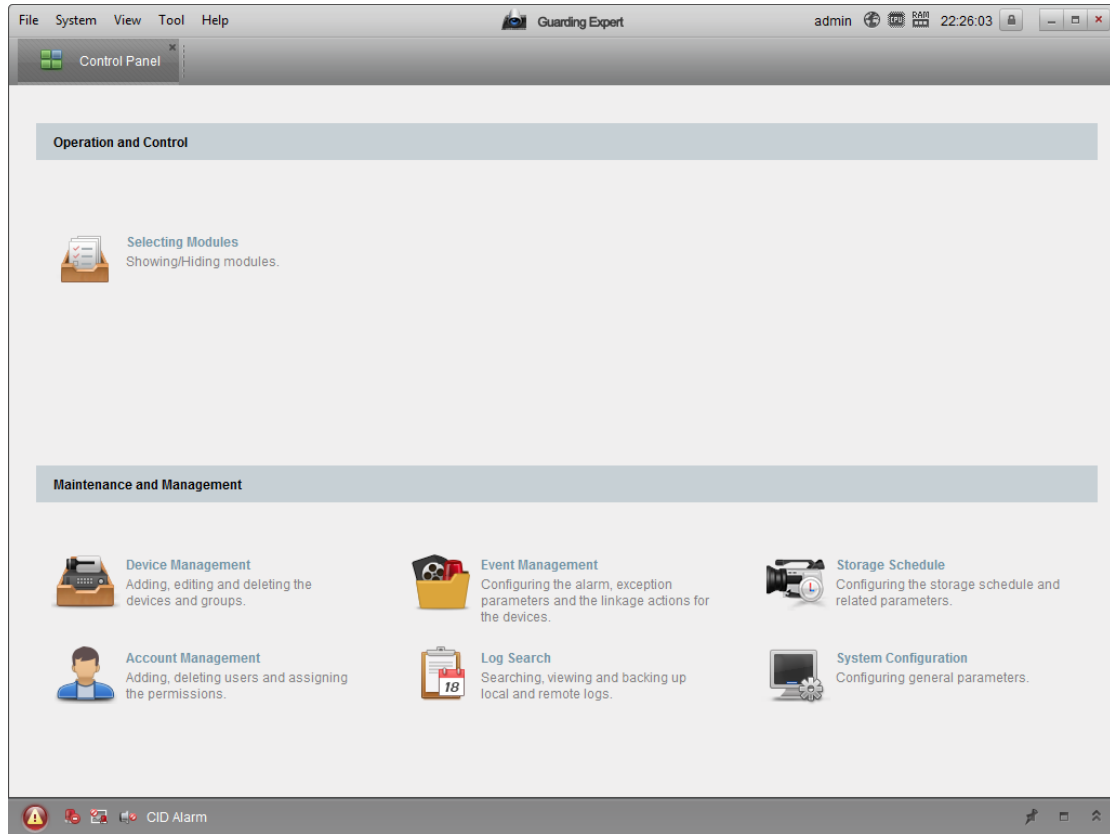 File System View Tool Help
Guarding Expert
admin CPU RAM 22:26:03
Control Panel
Operation and Control
Selecting Modules
Showing/Hiding modules.
Maintenance and Management
Device Management
Adding, editing and deleting the
devices and groups.
Event Management
Configuring the alarm, exception
parameters and the linkage actions for
the devices.
Storage Schedule
Configuring the storage schedule and
related parameters.
Account Management
Adding, deleting users and assigning
the permissions.
18
Log Search
Searching, viewing and backing up
local and remote logs.
System Configuration
Configuring general parameters.
CID Alarm